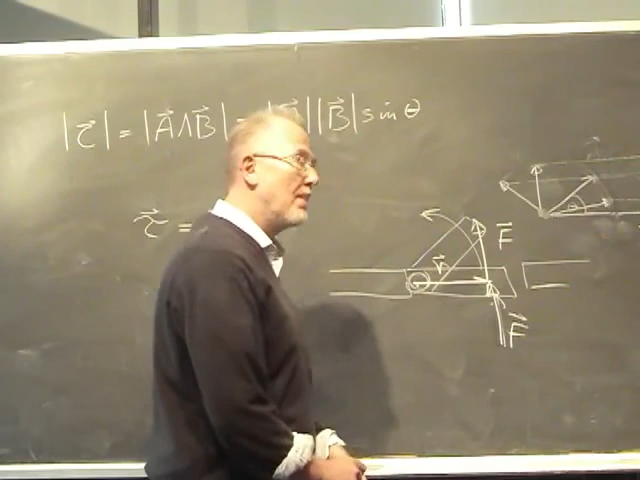 |c⃗| = |A⃗∧B⃗| = |B⃗| sin θ
τ⃗ =
F⃗
r⃗
F⃗